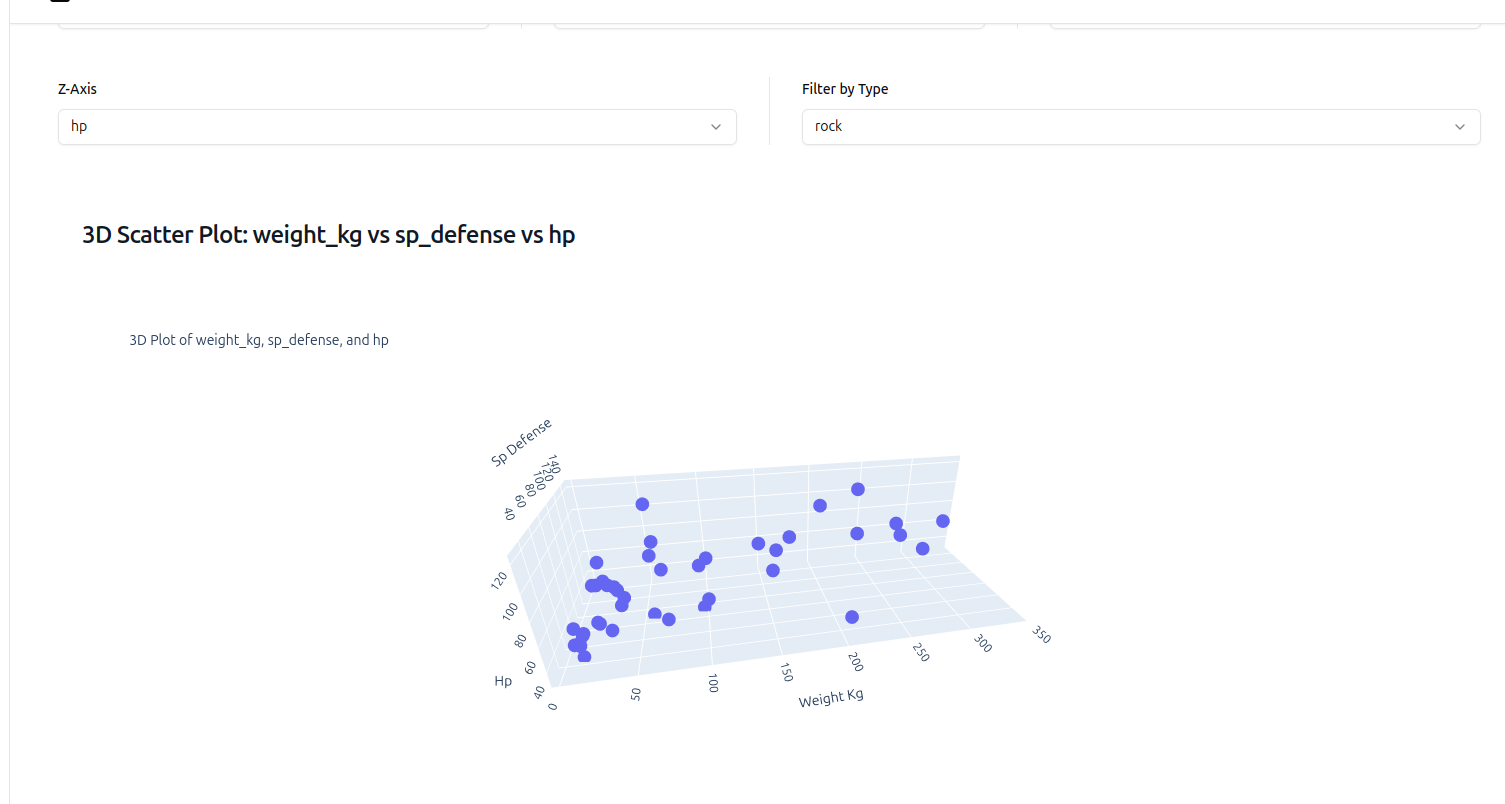 Z-Axis
Filter by Type
hp
rock
3D Scatter Plot: weight_kg vs sp_defense vs hp
3D Plot of weight_kg, sp_defense, and hp
Sp Defense
140
120
100
80
60
40
120
100
80
60
40
Hp
0
50
100
150
200
250
300
350
Weight Kg